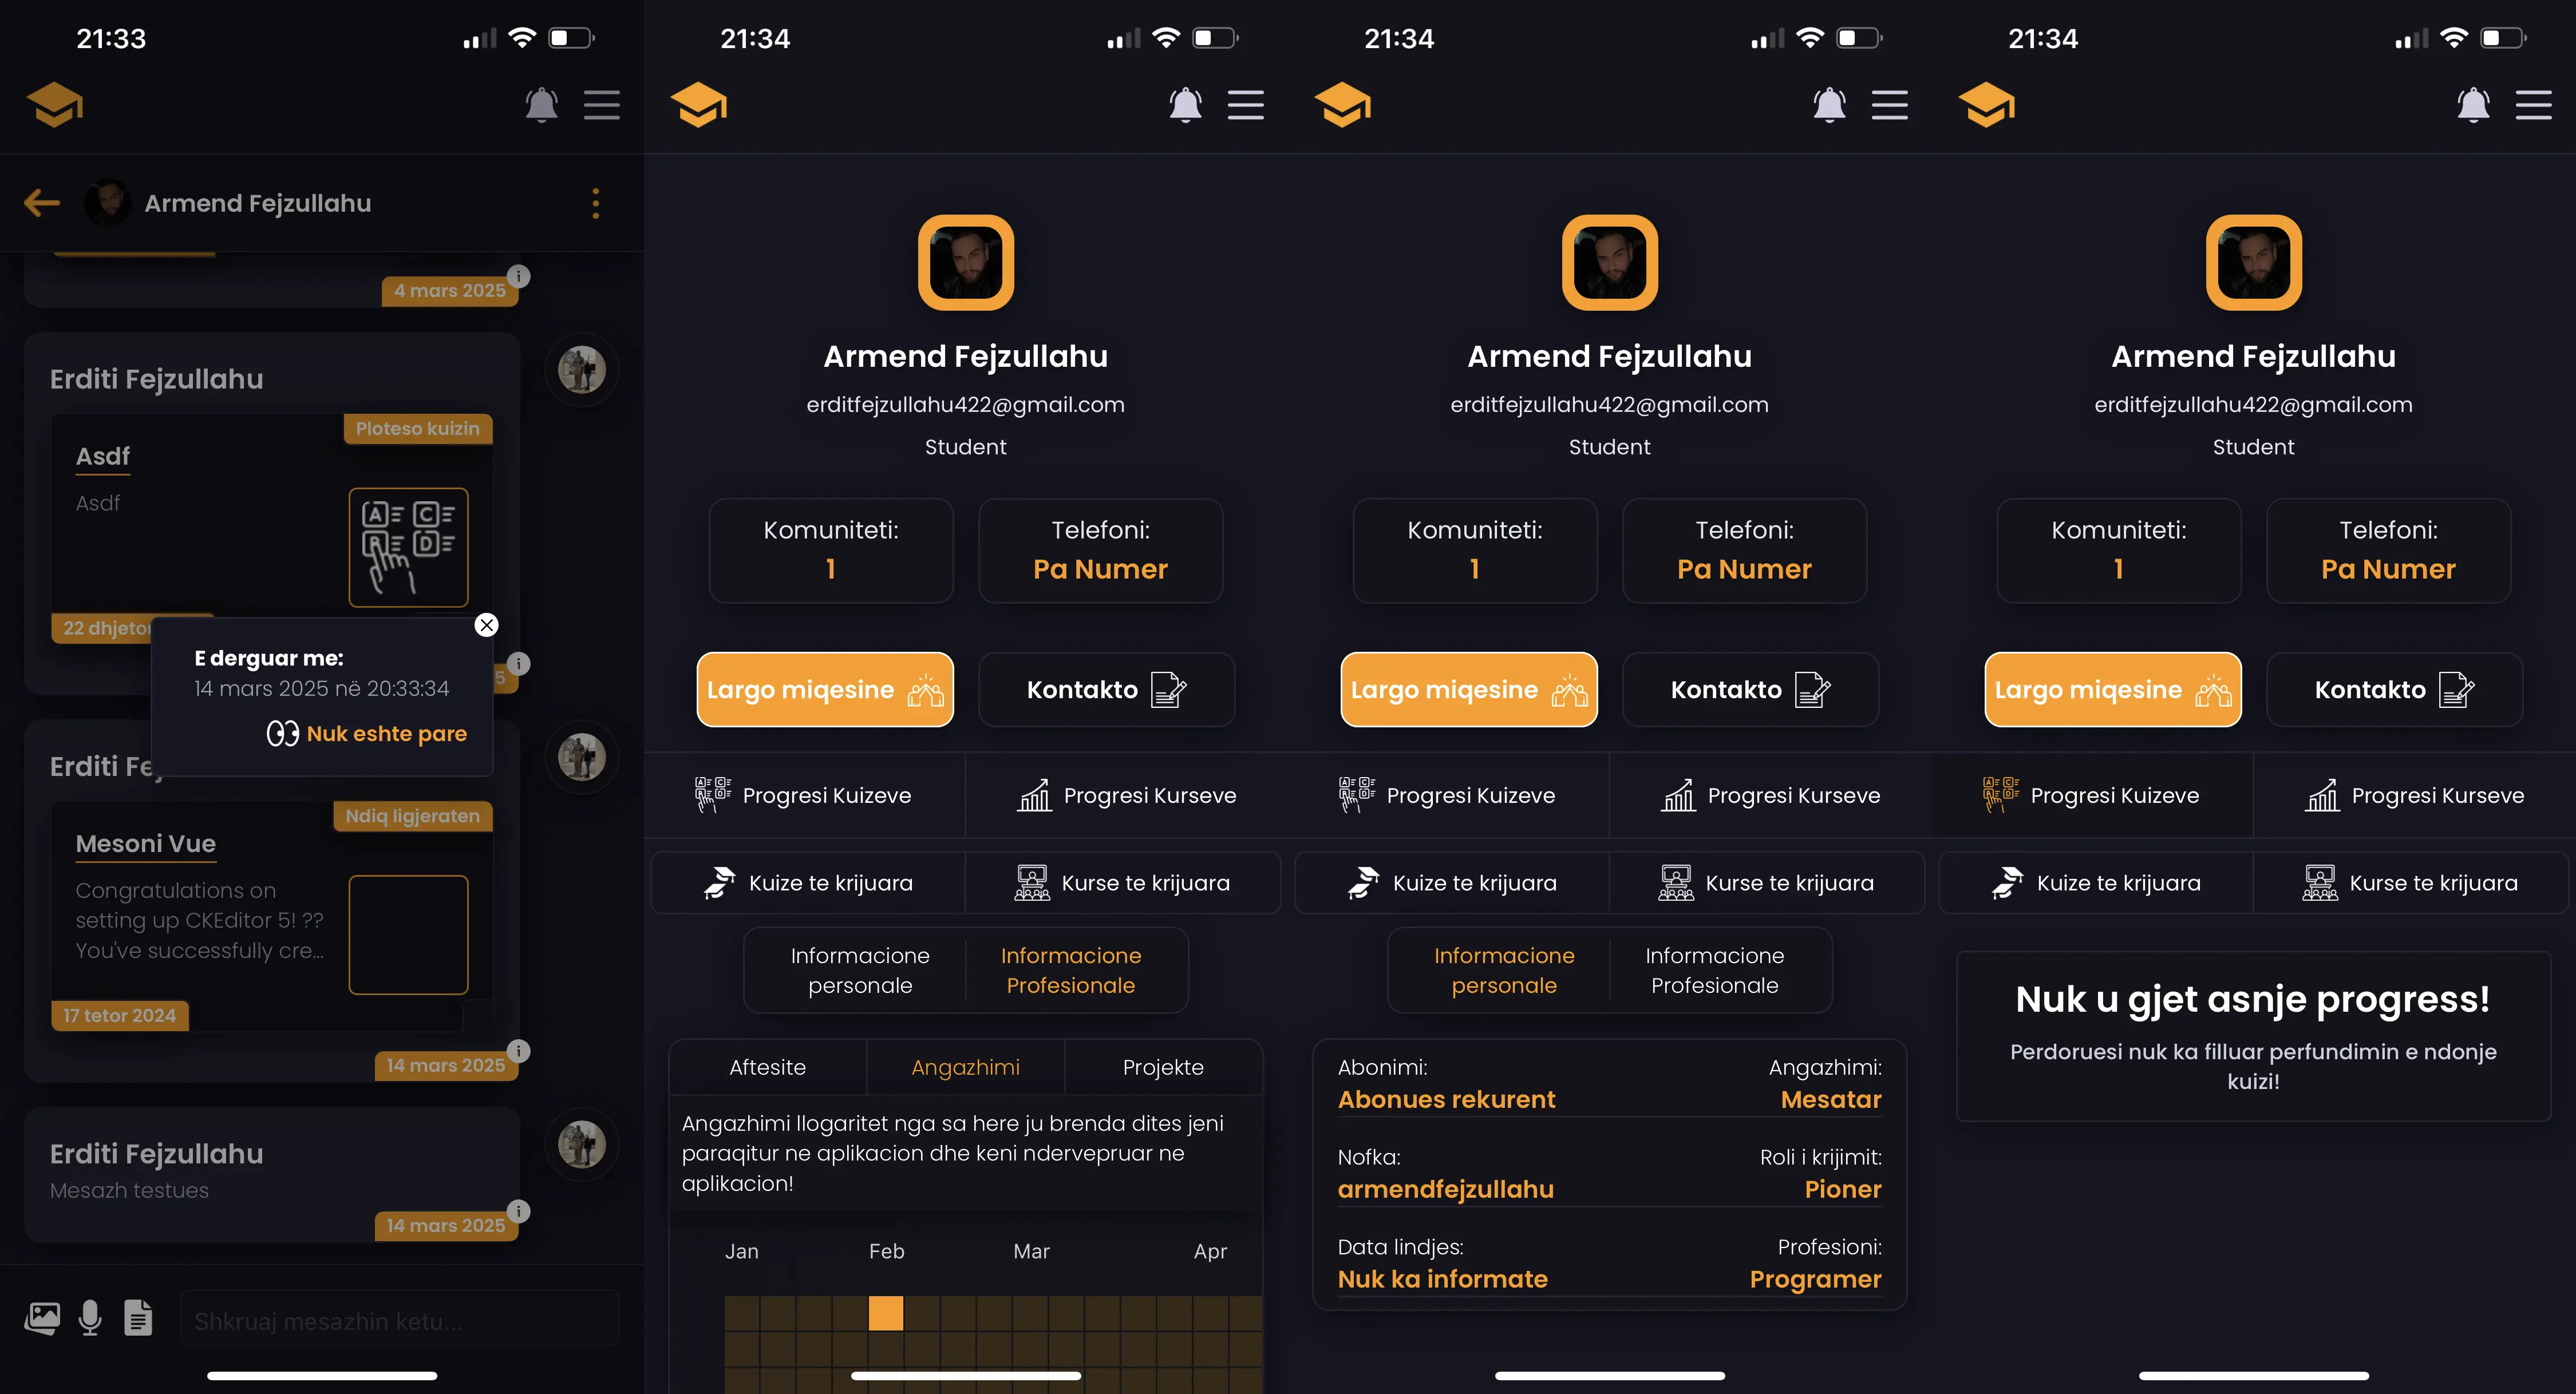 21:33
Armend Fejzullahu
4 mars 2025
Erditi Fejzullahu
Ploteso kuizin
Asdf
Asdf
22 dhjetor
E derguar me:
14 mars 2025 në 20:33:34
Nuk eshte pare
5
Erditi Fej
Ndiq ligjeraten
Mesoni Vue
Congratulations on
setting up CKEditor 5! ??
You've successfully cre...
17 tetor 2024
14 mars 2025
Erditi Fejzullahu
Mesazh testues
14 mars 2025
Shkruaj mesazhin ketu...
21:34
Armend Fejzullahu
erditfejzullahu422@gmail.com
Student
Komuniteti:
1
Telefoni:
Pa Numer
Largo miqesine
Kontakto
Progresi Kuizeve
Progresi Kurseve
Kuize te krijuara
Kurse te krijuara
Informacione
personale
Informacione
Profesionale
Aftesite
Angazhimi
Projekte
Angazhimi llogaritet nga sa here ju brenda dites jeni
paraqitur ne aplikacion dhe keni ndervepruar ne
aplikacion!
Jan
Feb
Mar
Apr
21:34
Armend Fejzullahu
erditfejzullahu422@gmail.com
Student
Komuniteti:
1
Telefoni:
Pa Numer
Largo miqesine
Kontakto
Progresi Kuizeve
Progresi Kurseve
Kuize te krijuara
Kurse te krijuara
Informacione
personale
Informacione
Profesionale
Abonimi:
Abonues rekurent
Angazhimi:
Mesatar
Nofka:
armendfejzullahu
Roli i krijimit:
Pioner
Data lindjes:
Nuk ka informate
Profesioni:
Programer
21:34
Armend Fejzullahu
erditfejzullahu422@gmail.com
Student
Komuniteti:
1
Telefoni:
Pa Numer
Largo miqesine
Kontakto
Progresi Kuizeve
Progresi Kurseve
Kuize te krijuara
Kurse te krijuara
Nuk u gjet asnje progress!
Perdoruesi nuk ka filluar perfundimin e ndonje
kuizi!